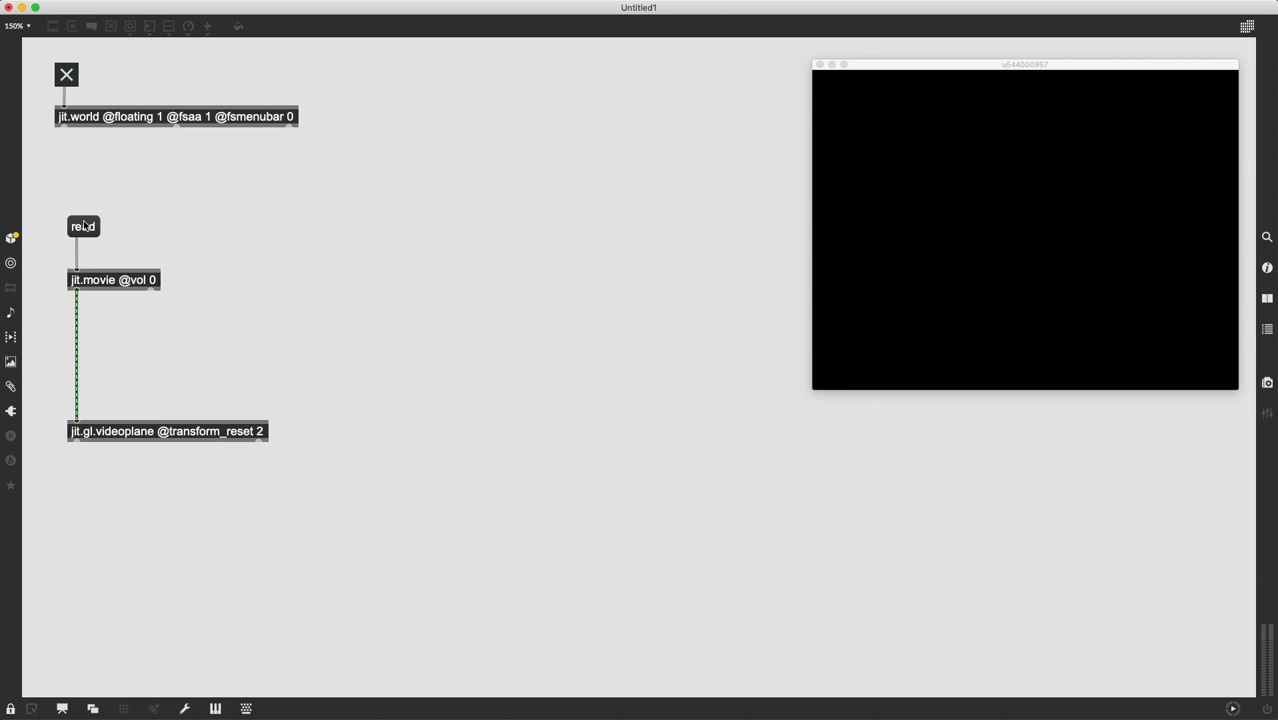 Untitled1
150%
u544000957
jit.world @floating 1 @fsaa 1 @fsmenubar 0
read
jit.movie @vol 0
jit.gl.videoplane @transform_reset 2